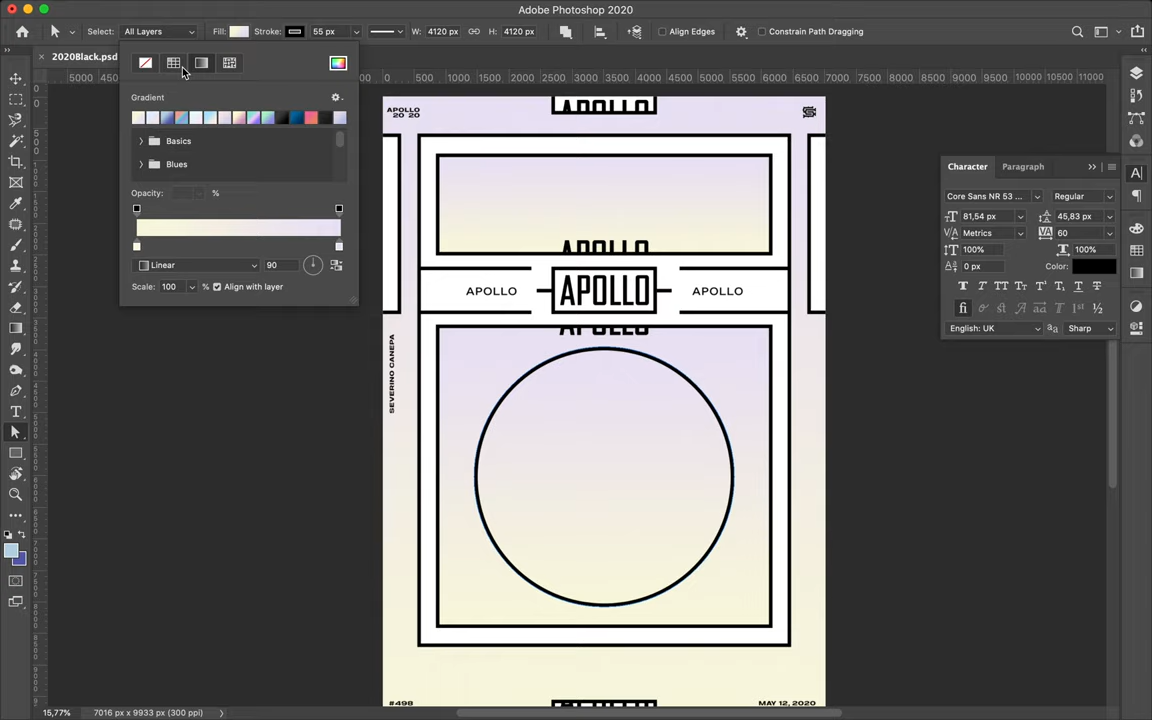 Adobe Photoshop 2020
Select: All Layers Fill: Stroke: 55 px W: 4120 px H: 4120 px Align Edges Constrain Path Dragging
2020Black.psd
5000 4000 0 500 1000 1500 2000 2500 3000 3500 4000 4500 5000 5500 6000 6500 7000 7500 8000 8500 9000 9500 10000 10500 11000
Gradient
Basics
Blues
Opacity: %
Linear 90
Scale: 100 % Align with layer
APOLLO
20 20
APOLLO
APOLLO
APOLLO APOLLO APOLLO
APOLLO
SEVERINO CANEPA
#498
APOLLO
MAY 12, 2020
Character Paragraph
Core Sans NR 53 ... Regular
81,54 px 45,83 px
Metrics 60
100% 100%
0 px Color:
English: UK Sharp
15,77% 7016 px x 9933 px (300 ppi)